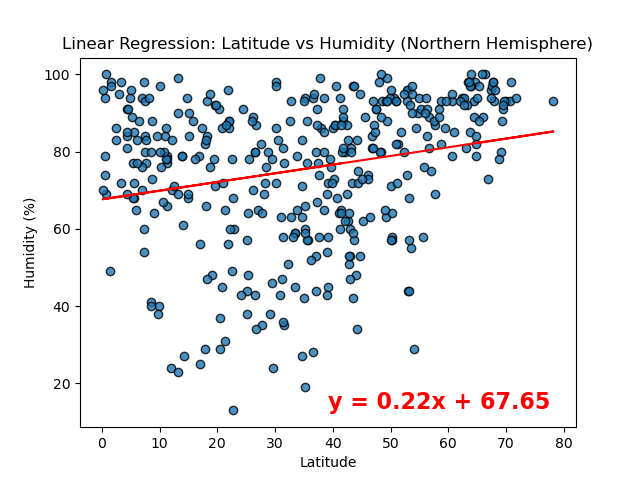 Linear Regression: Latitude vs Humidity (Northern Hemisphere)
100
80
60
40
20
Humidity (%)
y = 0.22x + 67.65
0 10 20 30 40 50 60 70 80
Latitude